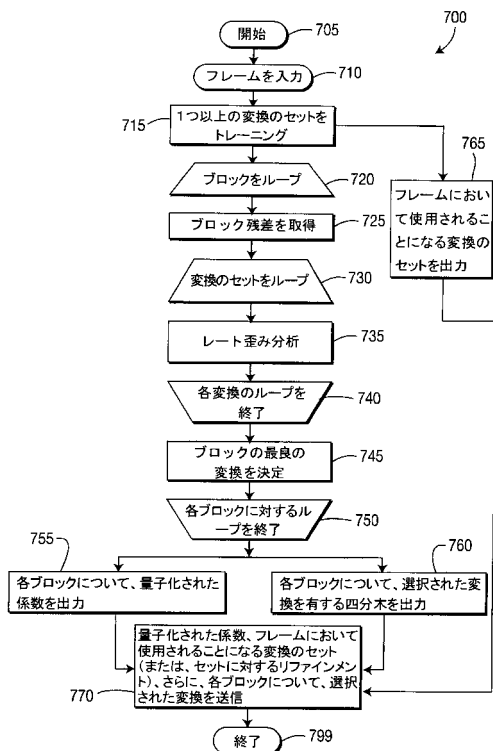 700
開始
705
フレームを入力
710
1つ以上の変換のセットを
トレーニング
715
765
フレームにおい
て使用されるこ
とになる変換の
セットを出力
ブロックをループ
720
ブロック残差を取得
725
変換のセットをループ
730
レート歪み分析
735
各変換のループを
終了
740
ブロックの最良の
変換を決定
745
各ブロックに対するル
ープを終了
750
755
各ブロックについて、量子化された
係数を出力
760
各ブロックについて、選択された変
換を有する四分木を出力
量子化された係数、フレームにおいて
使用されることになる変換のセット
(または、セットに対するリファインメン
ト)、さらに、各ブロックについて、選択
された変換を送信
770
終了
799